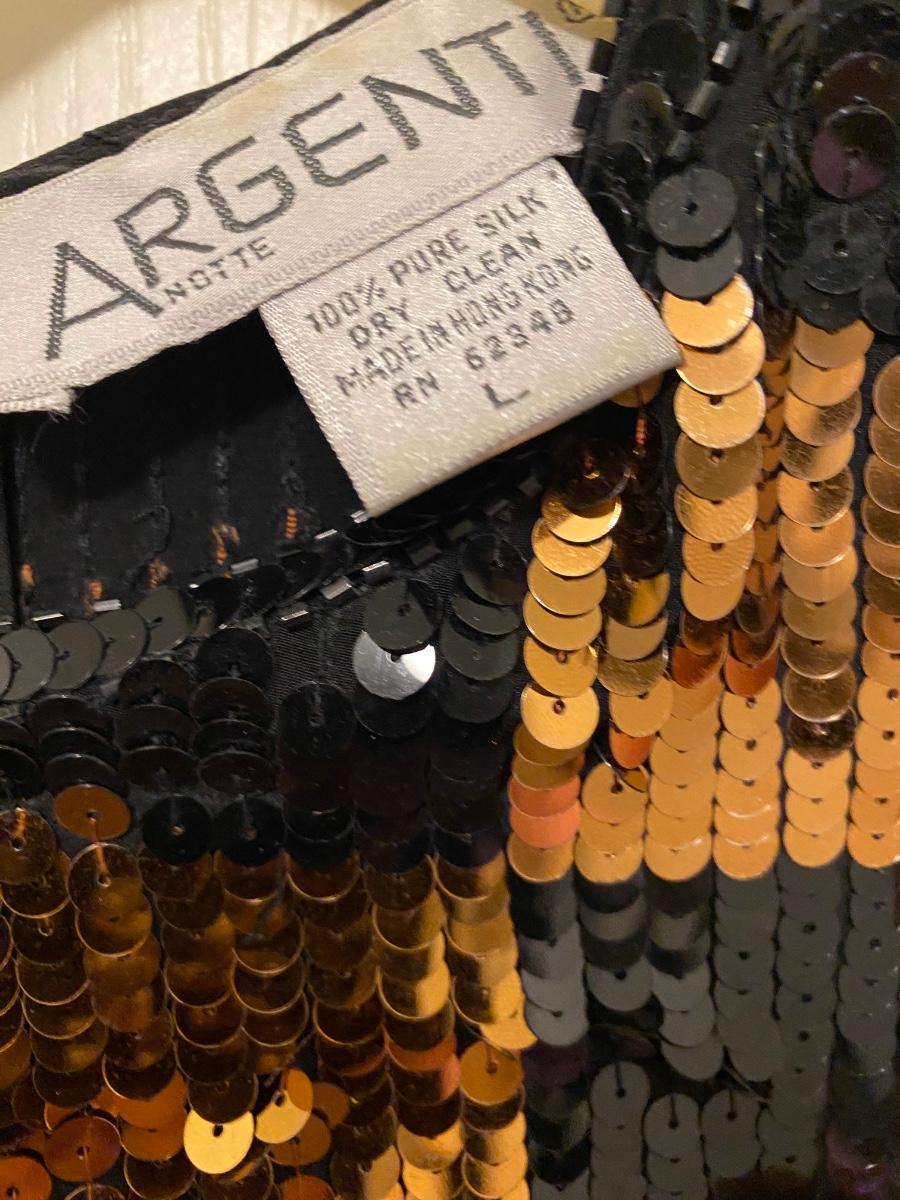 ARGENTI
NOTTE
100% PURE SILK
DRY CLEAN
MADE IN HONG KONG
RN 62348
L